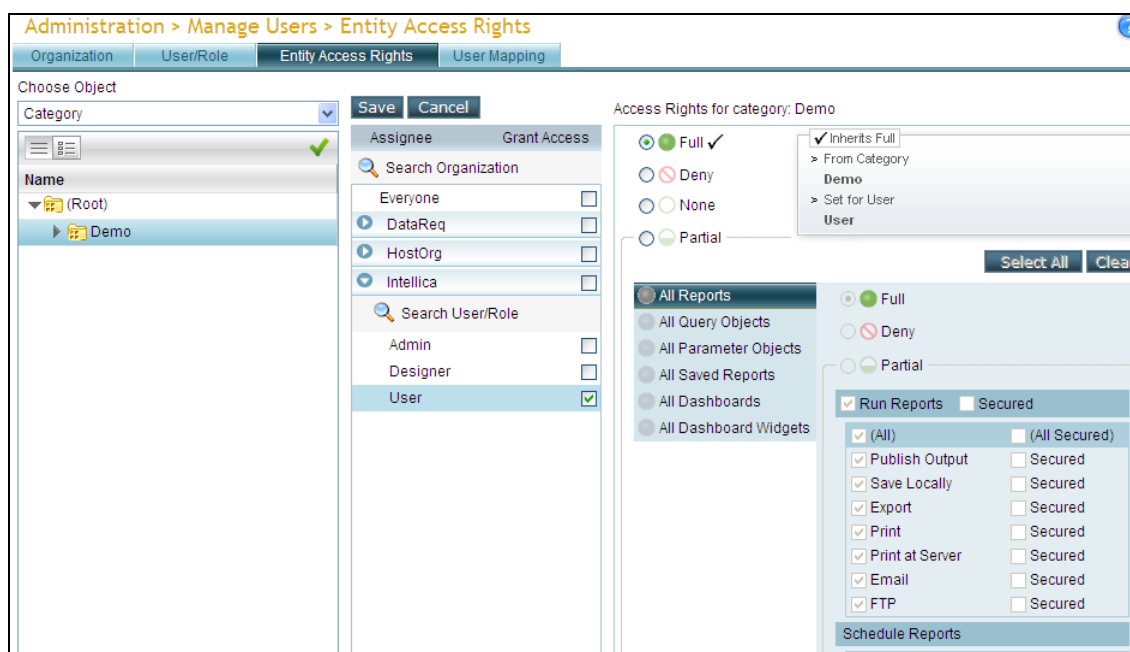 Administration > Manage Users > Entity Access Rights
Organization
User/Role
Entity Access Rights
User Mapping
Choose Object
Category
Name
(Root)
Demo
Save
Cancel
Assignee
Grant Access
Search Organization
Everyone
DataReq
HostOrg
Intellica
Search User/Role
Admin
Designer
User
Access Rights for category: Demo
Full
Deny
None
Partial
Inherits Full
> From Category
Demo
> Set for User
User
Select All
Clea
All Reports
All Query Objects
All Parameter Objects
All Saved Reports
All Dashboards
All Dashboard Widgets
Full
Deny
Partial
Run Reports Secured
(All) (All Secured)
Publish Output Secured
Save Locally Secured
Export Secured
Print Secured
Print at Server Secured
Email Secured
FTP Secured
Schedule Reports